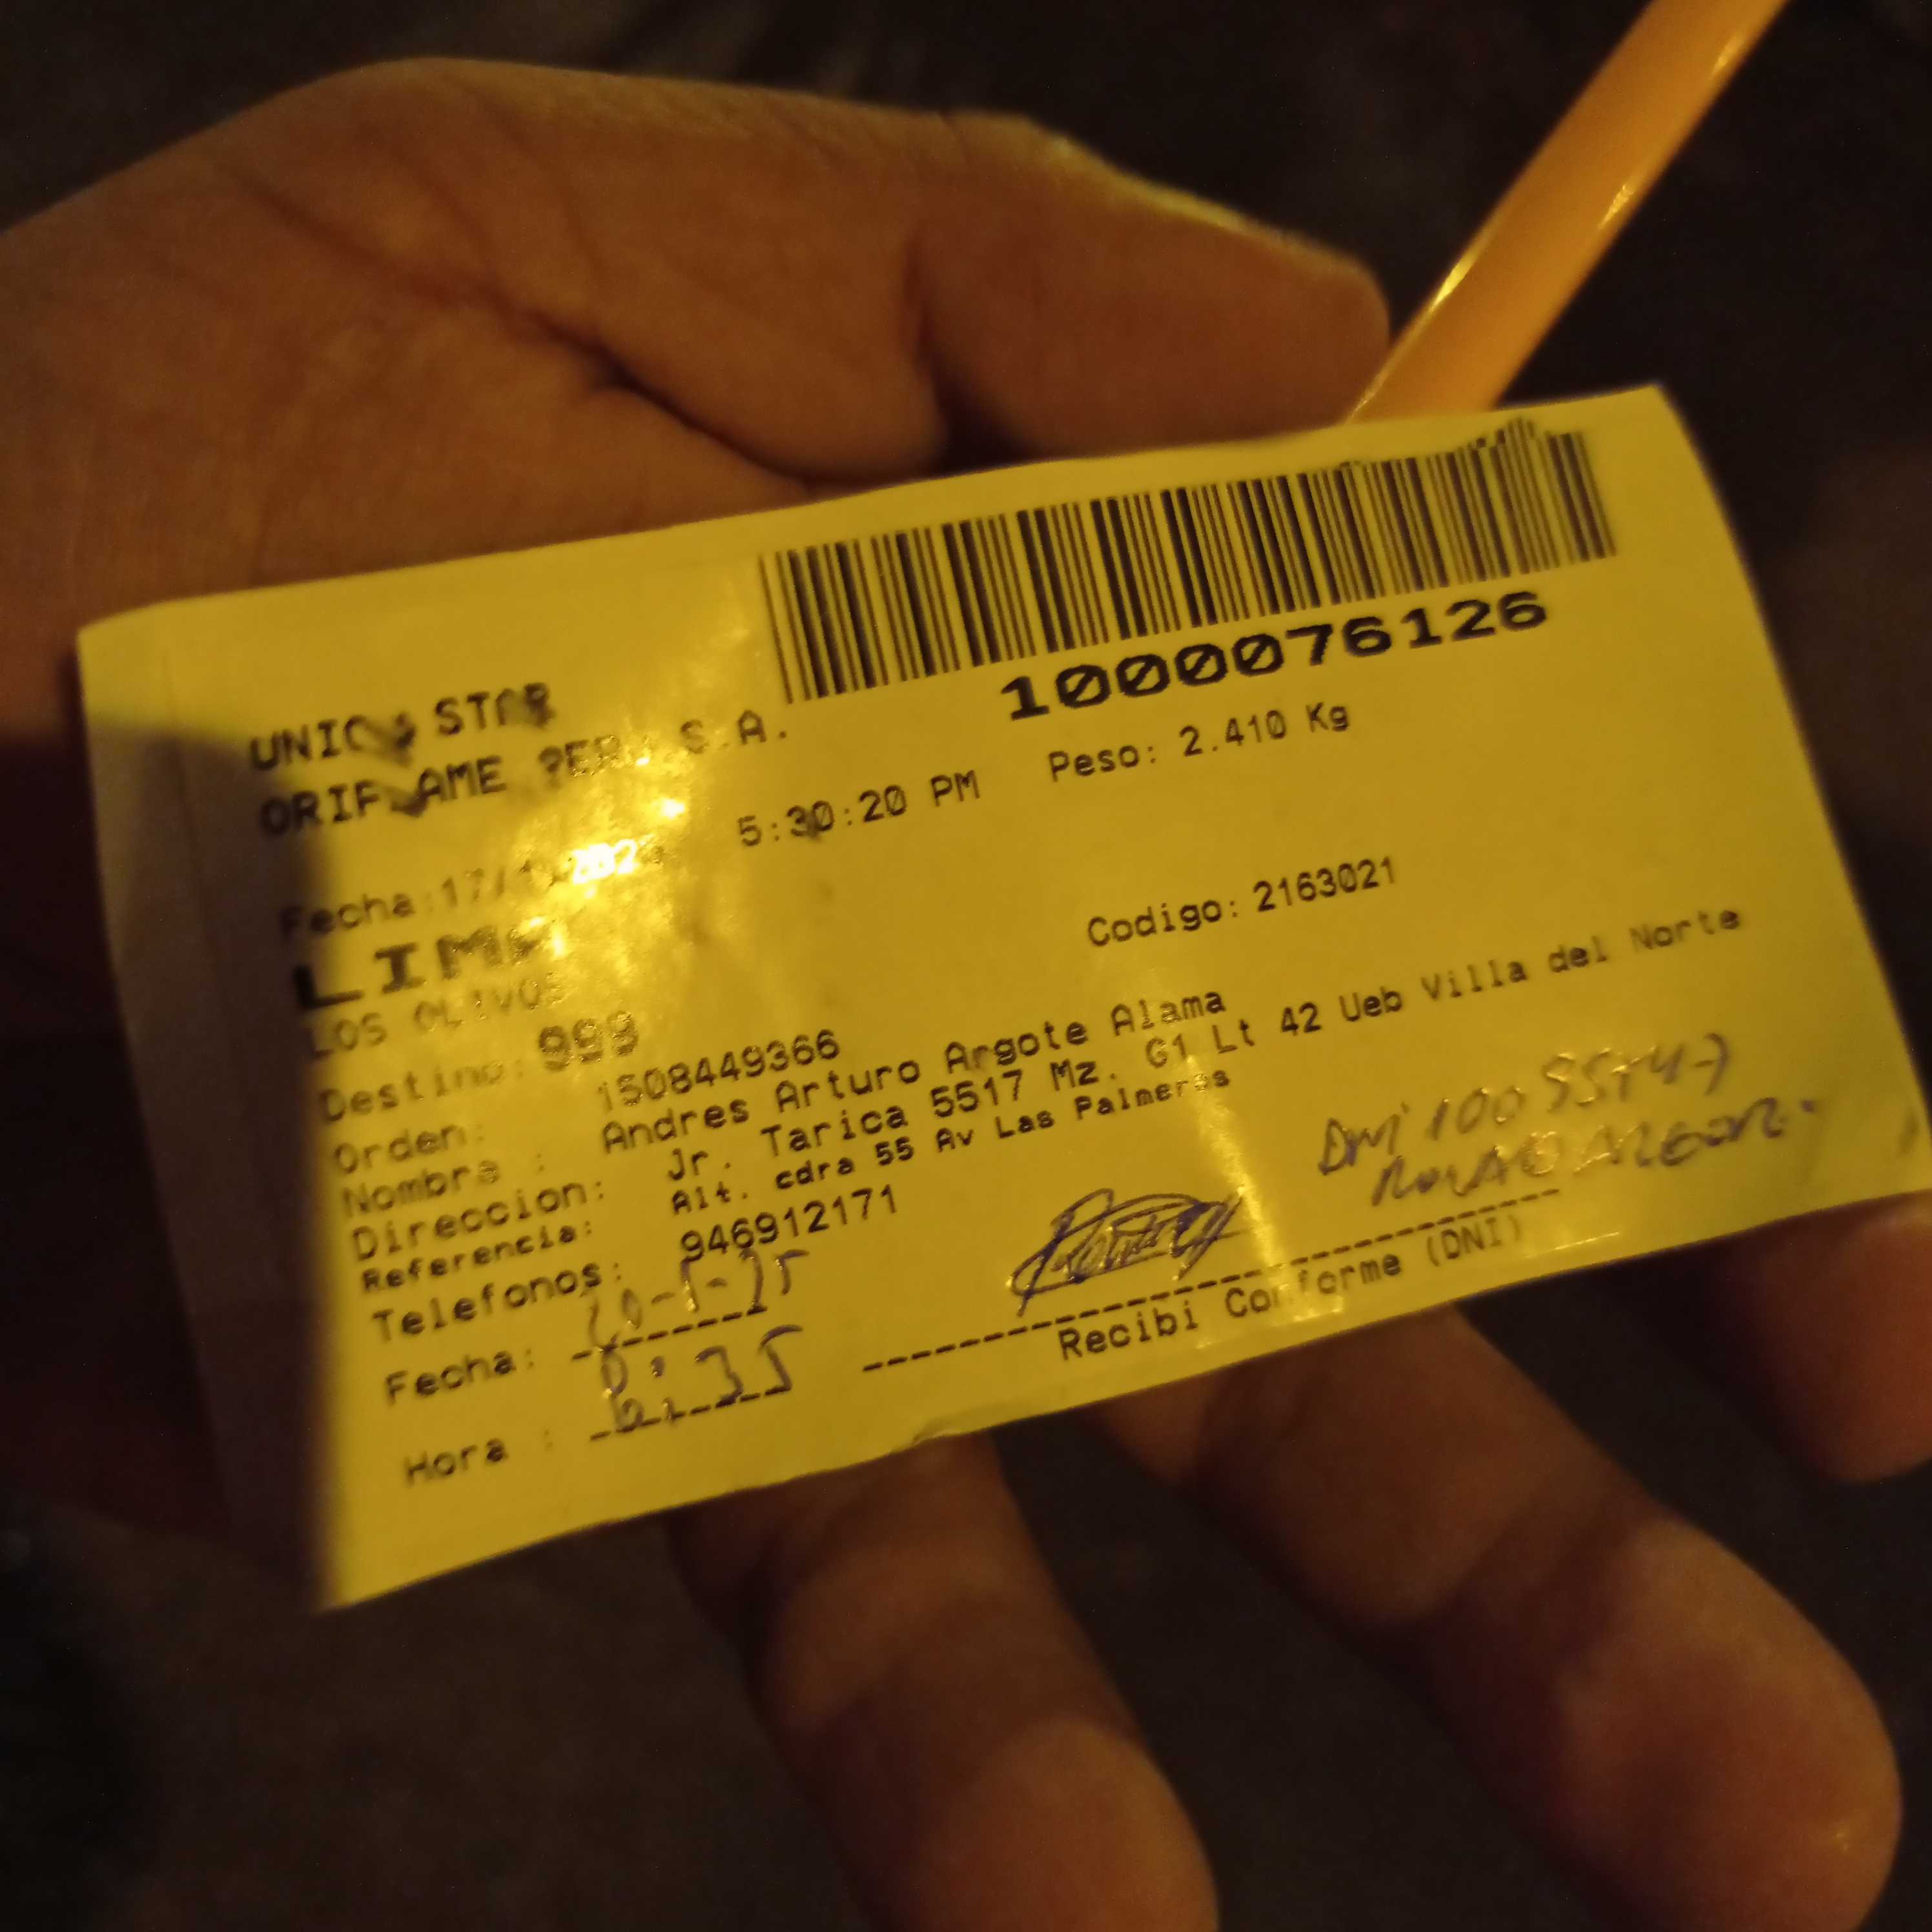 1000076126
UNICA STAR
ORIFLAME PERU S.A.
5:30:20 PM Peso: 2.410 Kg
Fecha:17/
LIMA
LOS OLIVOS
Destino: 999 Codigo: 2163021
Orden: 1508449366
Nombre : Andres Arturo Argote Alama
Direccion: Jr. Tarica 5517 Mz. G1 Lt 42 Ueb Villa del Norte
Referencia: Alt. cdra 55 Av Las Palmeras
Telefonos: 946912171
Fecha:
Hora :
DNI
Recibi Conforme (DNI)